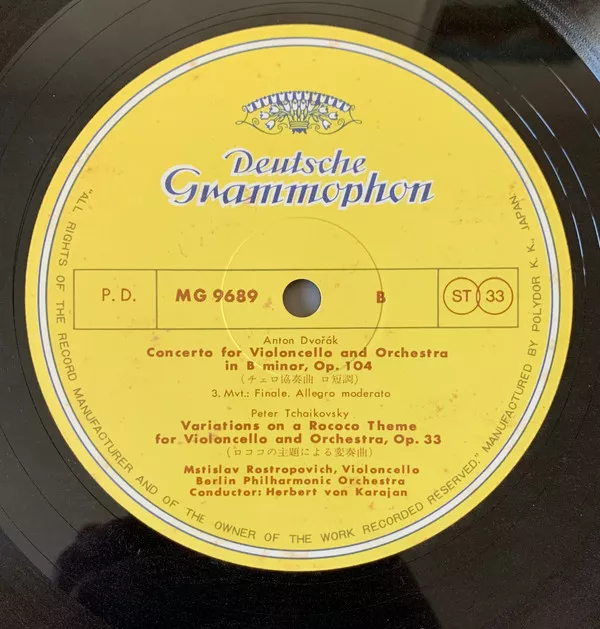 Deutsche
Grammophon
P.D.
MG 9689
B
ST 33
Anton Dvořák
Concerto for Violoncello and Orchestra
in B minor, Op. 104
(チェロ協奏曲 ロ短調)
3. Mvt.: Finale. Allegro moderato
Peter Tchaikovsky
Variations on a Rococo Theme
for Violoncello and Orchestra, Op. 33
(ロココの主題による変奏曲)
Mstislav Rostropovich, Violoncello
Berlin Philharmonic Orchestra
Conductor: Herbert von Karajan
"ALL RIGHTS OF THE RECORD MANUFACTURER AND OF THE OWNER OF THE WORK RECORDED RESERVED." MANUFACTURED BY POLYDOR K. K., JAPAN